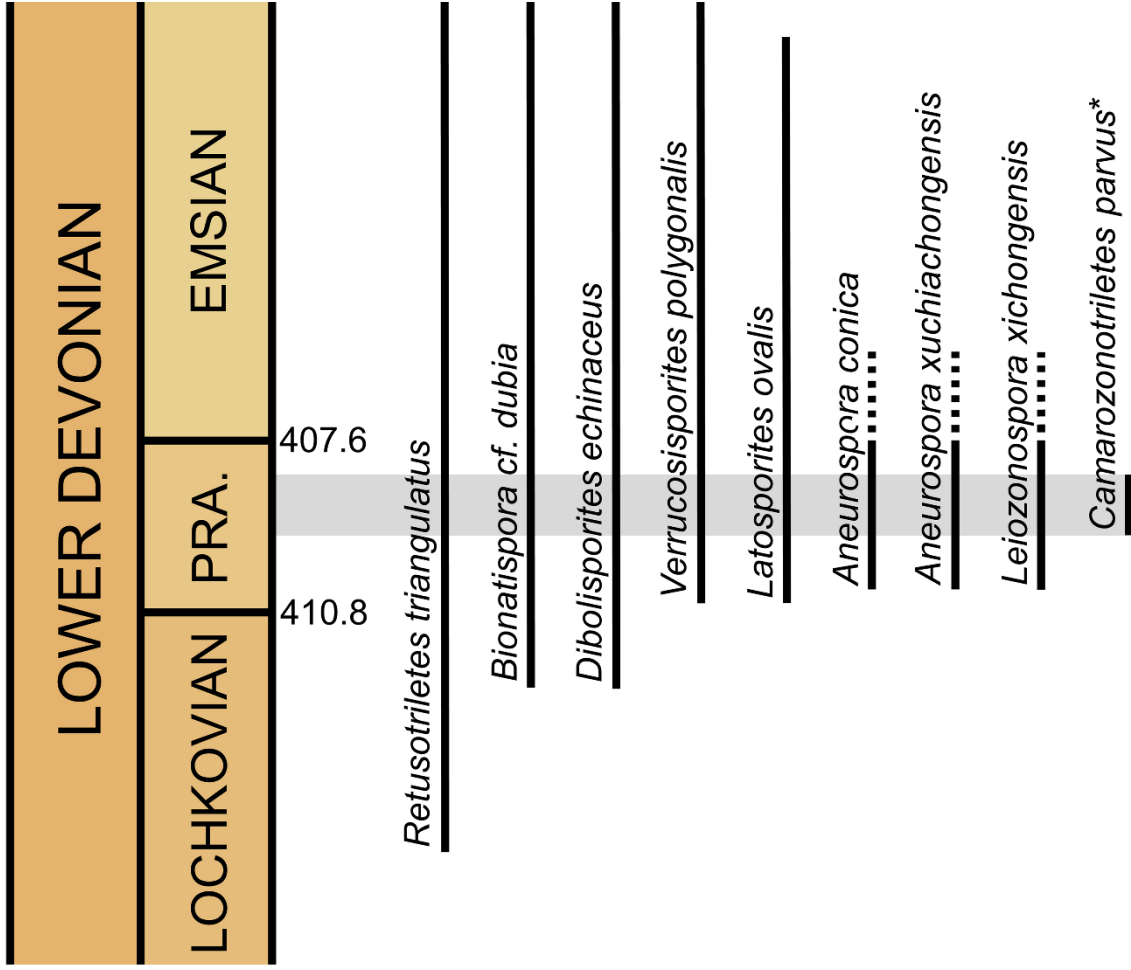 LOWER DEVONIAN
EMSIAN
PRA.
LOCHKOVIAN
407.6
410.8
Retusotriletes triangulatus
Bionatispora cf. dubia
Dibolisporites echinaceus
Verrucosisporites polygonalis
Latosporites ovalis
Aneurospora conica
Aneurospora xuchiachongensis
Leiozonospora xichongensis
Camarozonotriletes parvus*